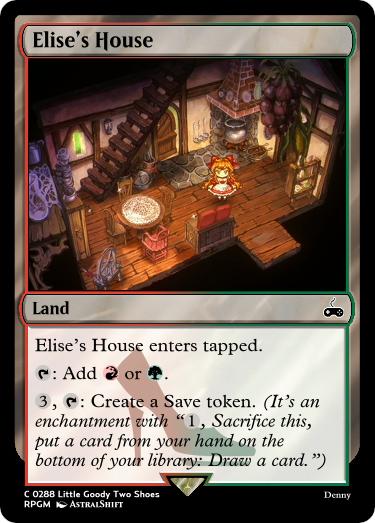 Elise's House
Land
Elise's House enters tapped.
: Add or .
3, : Create a Save token. (It's an
enchantment with “1, Sacrifice this,
put a card from your hand on the
bottom of your library: Draw a card.”)
C 0288 Little Goody Two Shoes
RPGM AstralShift
Denny